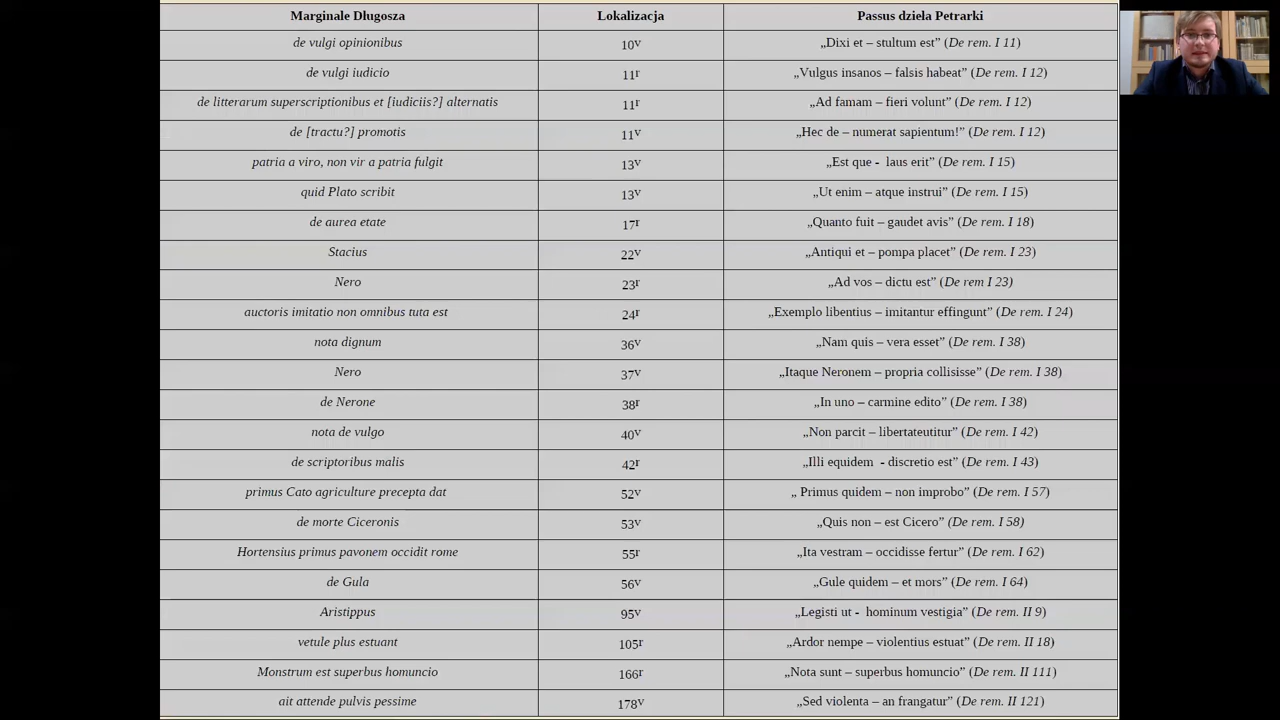 Marginale Długosza Lokalizacja Passus dzieła Petrarki
de vulgi opinionibus 10v „Dixi et – stultum est” (De rem. I 11)
de vulgi iudicio 11r „Vulgus insanos – falsis habeat” (De rem. I 12)
de litterarum superscriptionibus et [iudiciis?] alternatis 11r „Ad famam – fieri volunt” (De rem. I 12)
de [tractu?] promotis 11v „Hec de – numerat sapientum!” (De rem. I 12)
patria a viro, non vir a patria fulgit 13v „Est que - laus erit” (De rem. I 15)
quid Plato scribit 13v „Ut enim – atque instrui” (De rem. I 15)
de aurea etate 17r „Quanto fuit – gaudet avis” (De rem. I 18)
Stacius 22v „Antiqui et – pompa placet” (De rem. I 23)
Nero 23r „Ad vos – dictu est” (De rem I 23)
auctoris imitatio non omnibus tuta est 24r „Exemplo libentius – imitantur effingunt” (De rem. I 24)
nota dignum 36v „Nam quis – vera esset” (De rem. I 38)
Nero 37v „Itaque Neronem – propria collisisse” (De rem. I 38)
de Nerone 38r „In uno – carmine edito” (De rem. I 38)
nota de vulgo 40v „Non parcit – libertateutitur” (De rem. I 42)
de scriptoribus malis 42r „Illi equidem - discretio est” (De rem. I 43)
primus Cato agriculture precepta dat 52v „ Primus quidem – non improbo” (De rem. I 57)
de morte Ciceronis 53v „Quis non – est Cicero” (De rem. I 58)
Hortensius primus pavonem occidit rome 55r „Ita vestram – occidisse fertur” (De rem. I 62)
de Gula 56v „Gule quidem – et mors” (De rem. I 64)
Aristippus 95v „Legisti ut - hominum vestigia” (De rem. II 9)
vetule plus estuant 105r „Ardor nempe – violentius estuat” (De rem. II 18)
Monstrum est superbus homuncio 166r „Nota sunt – superbus homuncio” (De rem. II 111)
ait attende pulvis pessime 178v „Sed violenta – an frangatur” (De rem. II 121)